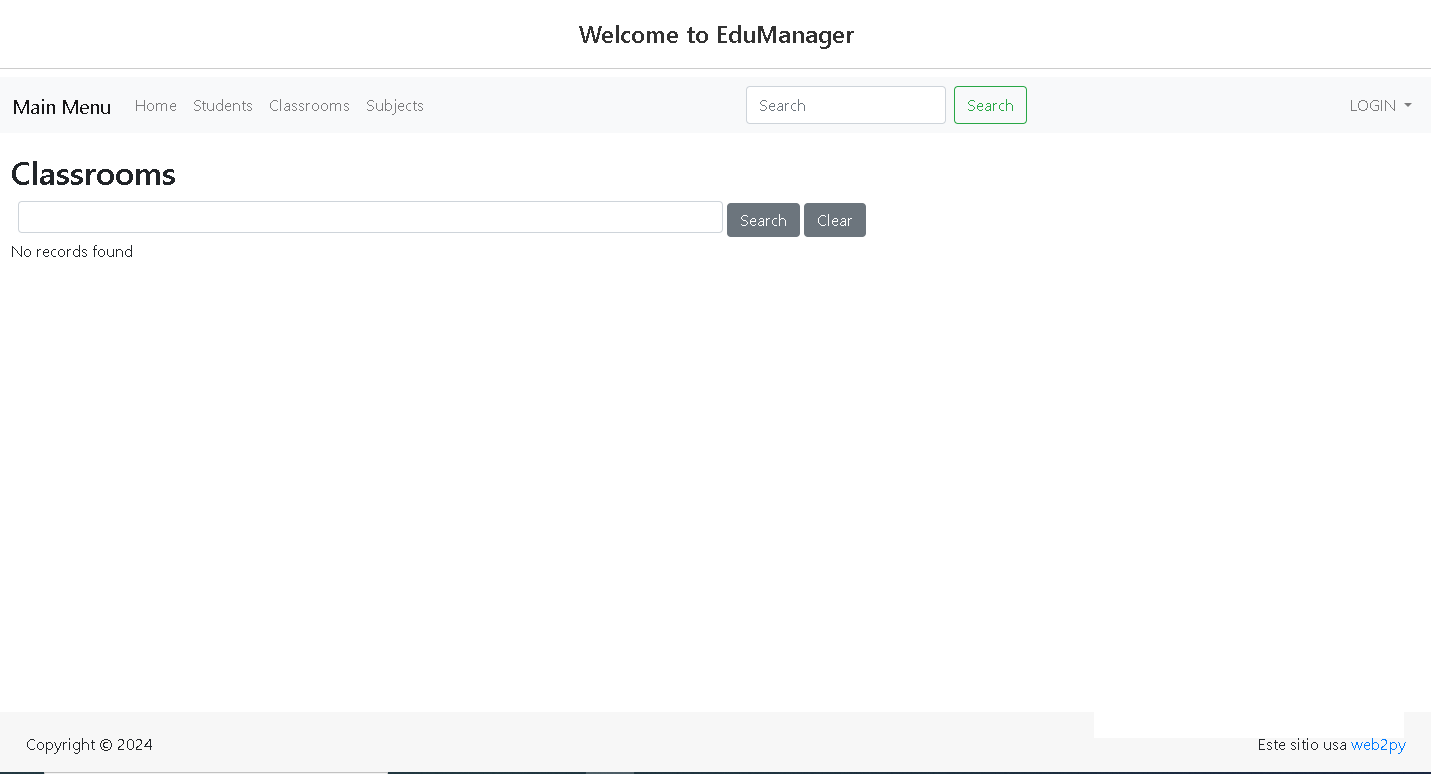 Welcome to EduManager
Main Menu Home Students Classrooms Subjects Search Search LOGIN
Classrooms
Search Clear
No records found
Copyright © 2024 Este sitio usa web2py